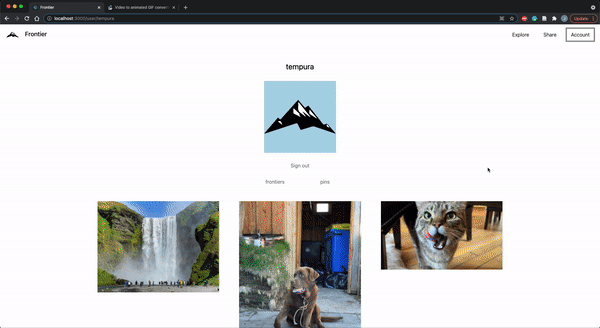 Frontier
Video to animated GIF conver
localhost:3000/user/tempura
Update
Frontier
Explore
Share
Account
tempura
Sign out
frontiers
pins